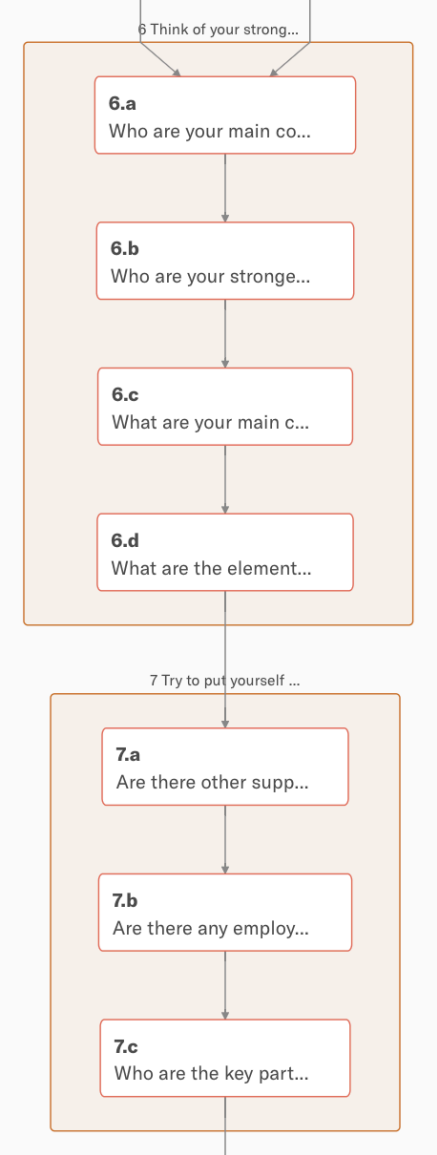 6 Think of your strong...
6.a
Who are your main co...
6.b
Who are your stronge...
6.c
What are your main c...
6.d
What are the element...
7 Try to put yourself ...
7.a
Are there other supp...
7.b
Are there any employ...
7.c
Who are the key part...